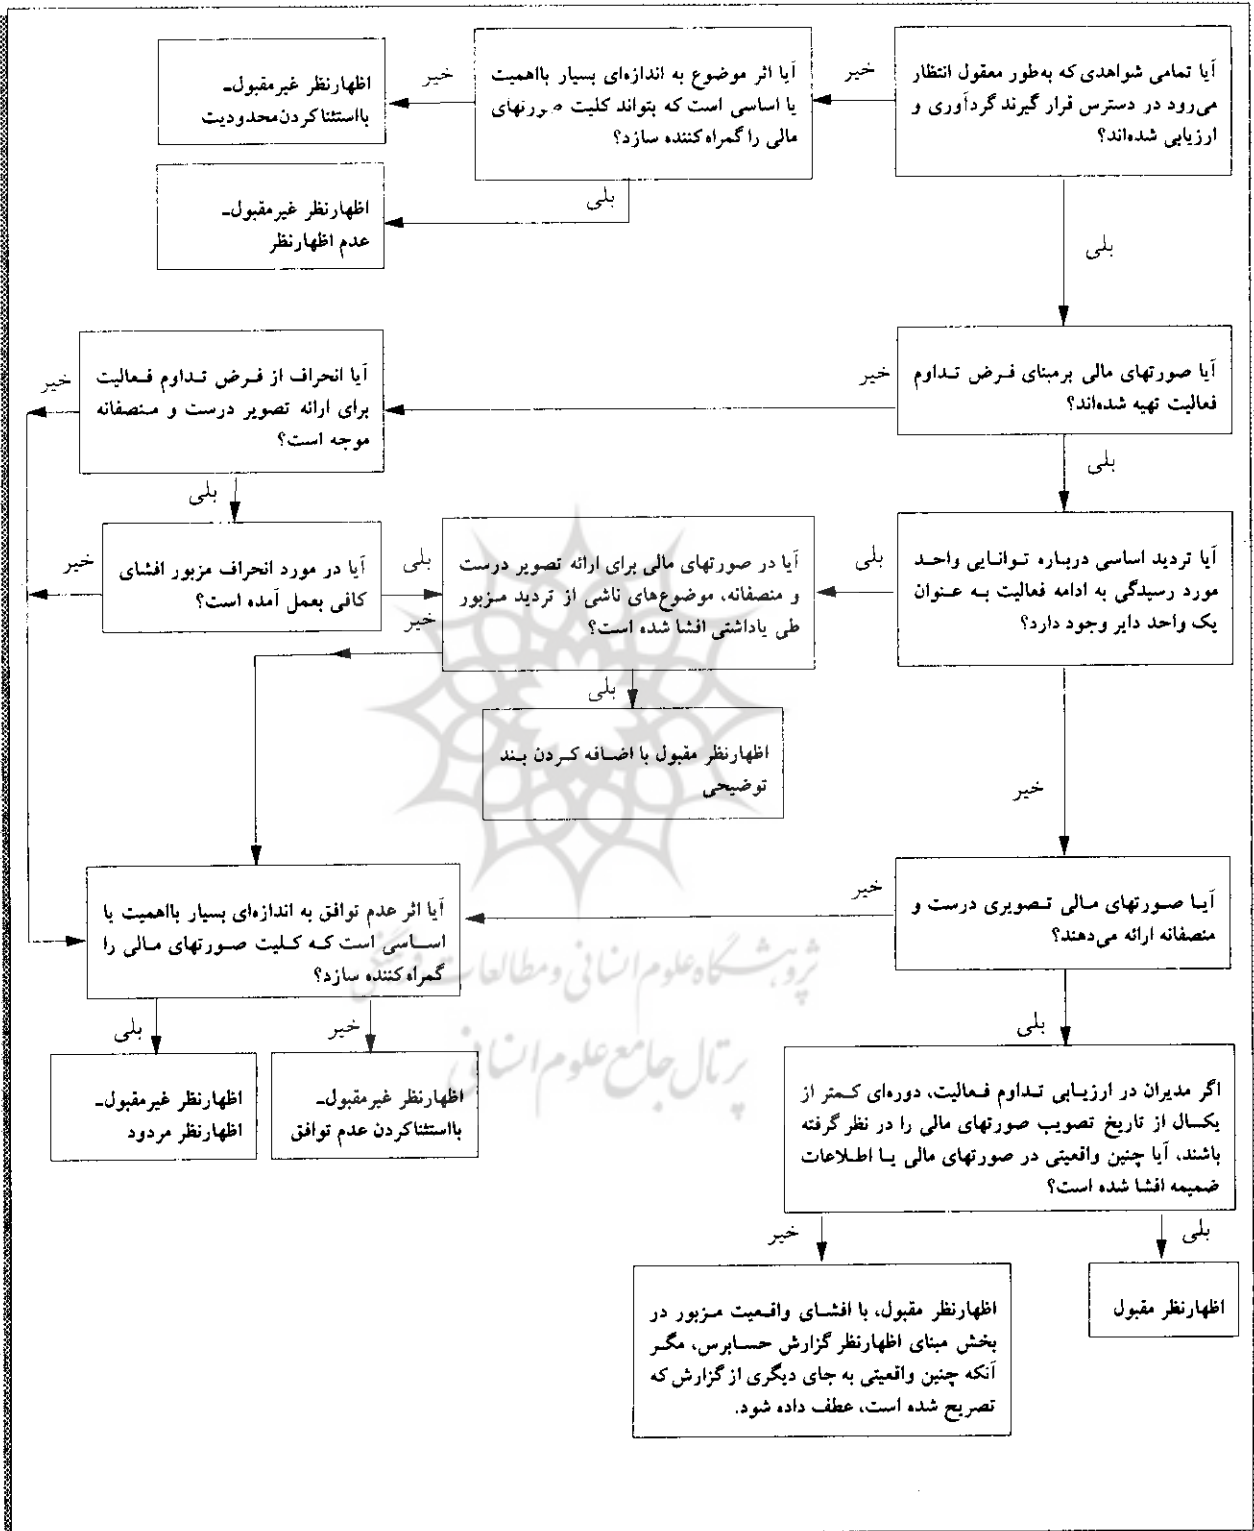 آیا تمامی شواهدی که به‌طور معقول انتظار
می‌رود در دسترس قرار گیرند گردآوری و
ارزیابی شده‌اند؟
خیر
آیا اثر موضوع به اندازه‌ای بسیار بااهمیت
یا اساسی است که بتواند کلیت صورتهای
مالی را گمراه‌کننده سازد؟
خیر
اظهارنظر غیرمقبول-
بااستثناکردن‌محدودیت
بلی
اظهارنظر غیرمقبول-
عدم اظهارنظر
بلی
آیا صورتهای مالی برمبنای فرض تداوم
فعالیت تهیه شده‌اند؟
خیر
آیا انحراف از فرض تداوم فعالیت
برای ارائه تصویر درست و منصفانه
موجه است؟
خیر
بلی
بلی
آیا تردید اساسی درباره توانایی واحد
مورد رسیدگی به ادامه فعالیت به عنوان
یک واحد دایر وجود دارد؟
بلی
آیا در صورتهای مالی برای ارائه تصویر درست
و منصفانه، موضوع‌های ناشی از تردید مزبور
طی یاداشتی افشا شده است؟
بلی
خیر
آیا در مورد انحراف مزبور افشای
کافی بعمل آمده است؟
خیر
بلی
اظهارنظر مقبول با اضافه کردن بند
توضیحی
خیر
آیا صورتهای مالی تصویری درست و
منصفانه ارائه می‌دهند؟
خیر
آیا اثر عدم توافق به اندازه‌ای بسیار بااهمیت یا
اساسی است که کلیت صورتهای مالی را
گمراه‌کننده سازد؟
پژوهشگاه علوم انسانی و مطالعات فرهنگی
پرتال جامع علوم انسانی
بلی
خیر
بلی
اگر مدیران در ارزیابی تداوم فعالیت، دوره‌ای کمتر از
یکسال از تاریخ تصویب صورتهای مالی را در نظر گرفته
باشند، آیا چنین واقعیتی در صورتهای مالی یا اطلاعات
ضمیمه افشا شده است؟
اظهارنظر غیرمقبول-
بااستثناکردن عدم توافق
اظهارنظر غیرمقبول-
اظهارنظر مردود
بلی
خیر
اظهارنظر مقبول
اظهارنظر مقبول، با افشای واقعیت مزبور در
بخش مبنای اظهارنظر گزارش حسابرس، مگر
آنکه چنین واقعیتی به جای دیگری از گزارش که
تصریح شده است، عطف داده شود.